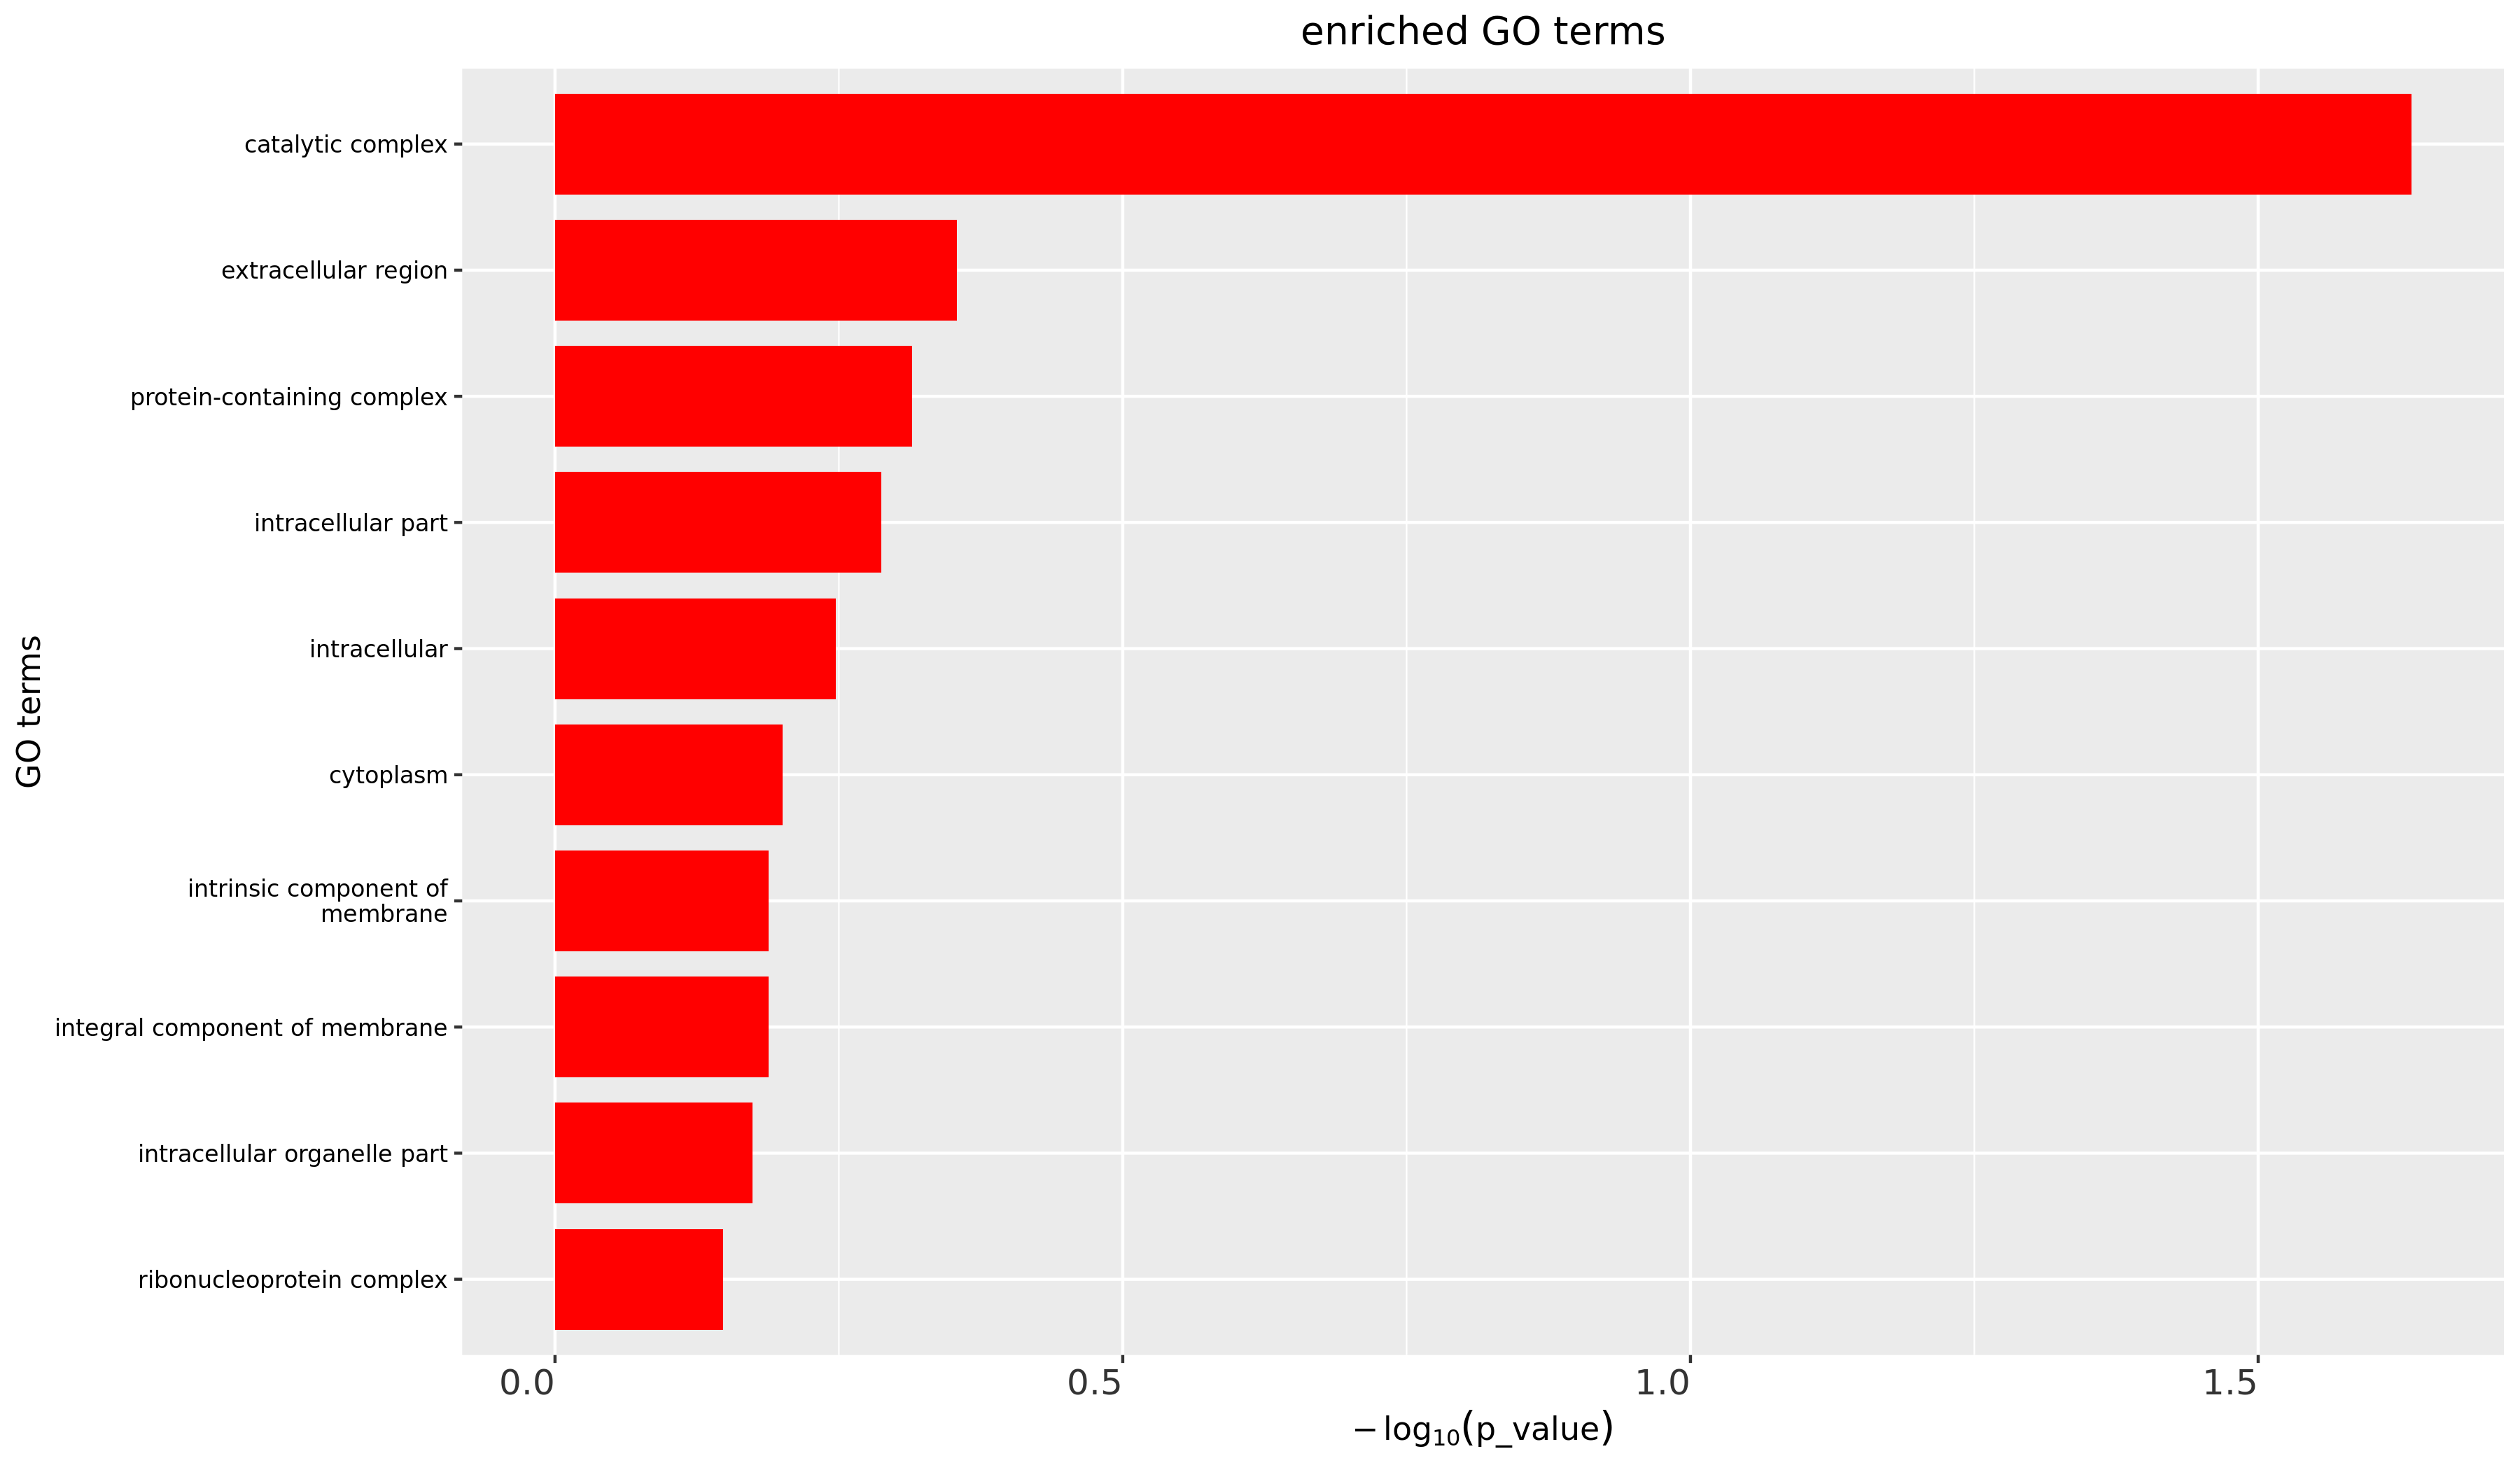 enriched GO terms
catalytic complex
extracellular region
protein-containing complex
intracellular part
intracellular
cytoplasm
intrinsic component of
membrane
integral component of membrane
intracellular organelle part
ribonucleoprotein complex
GO terms
0.0 0.5 1.0 1.5
−log₁₀(p_value)